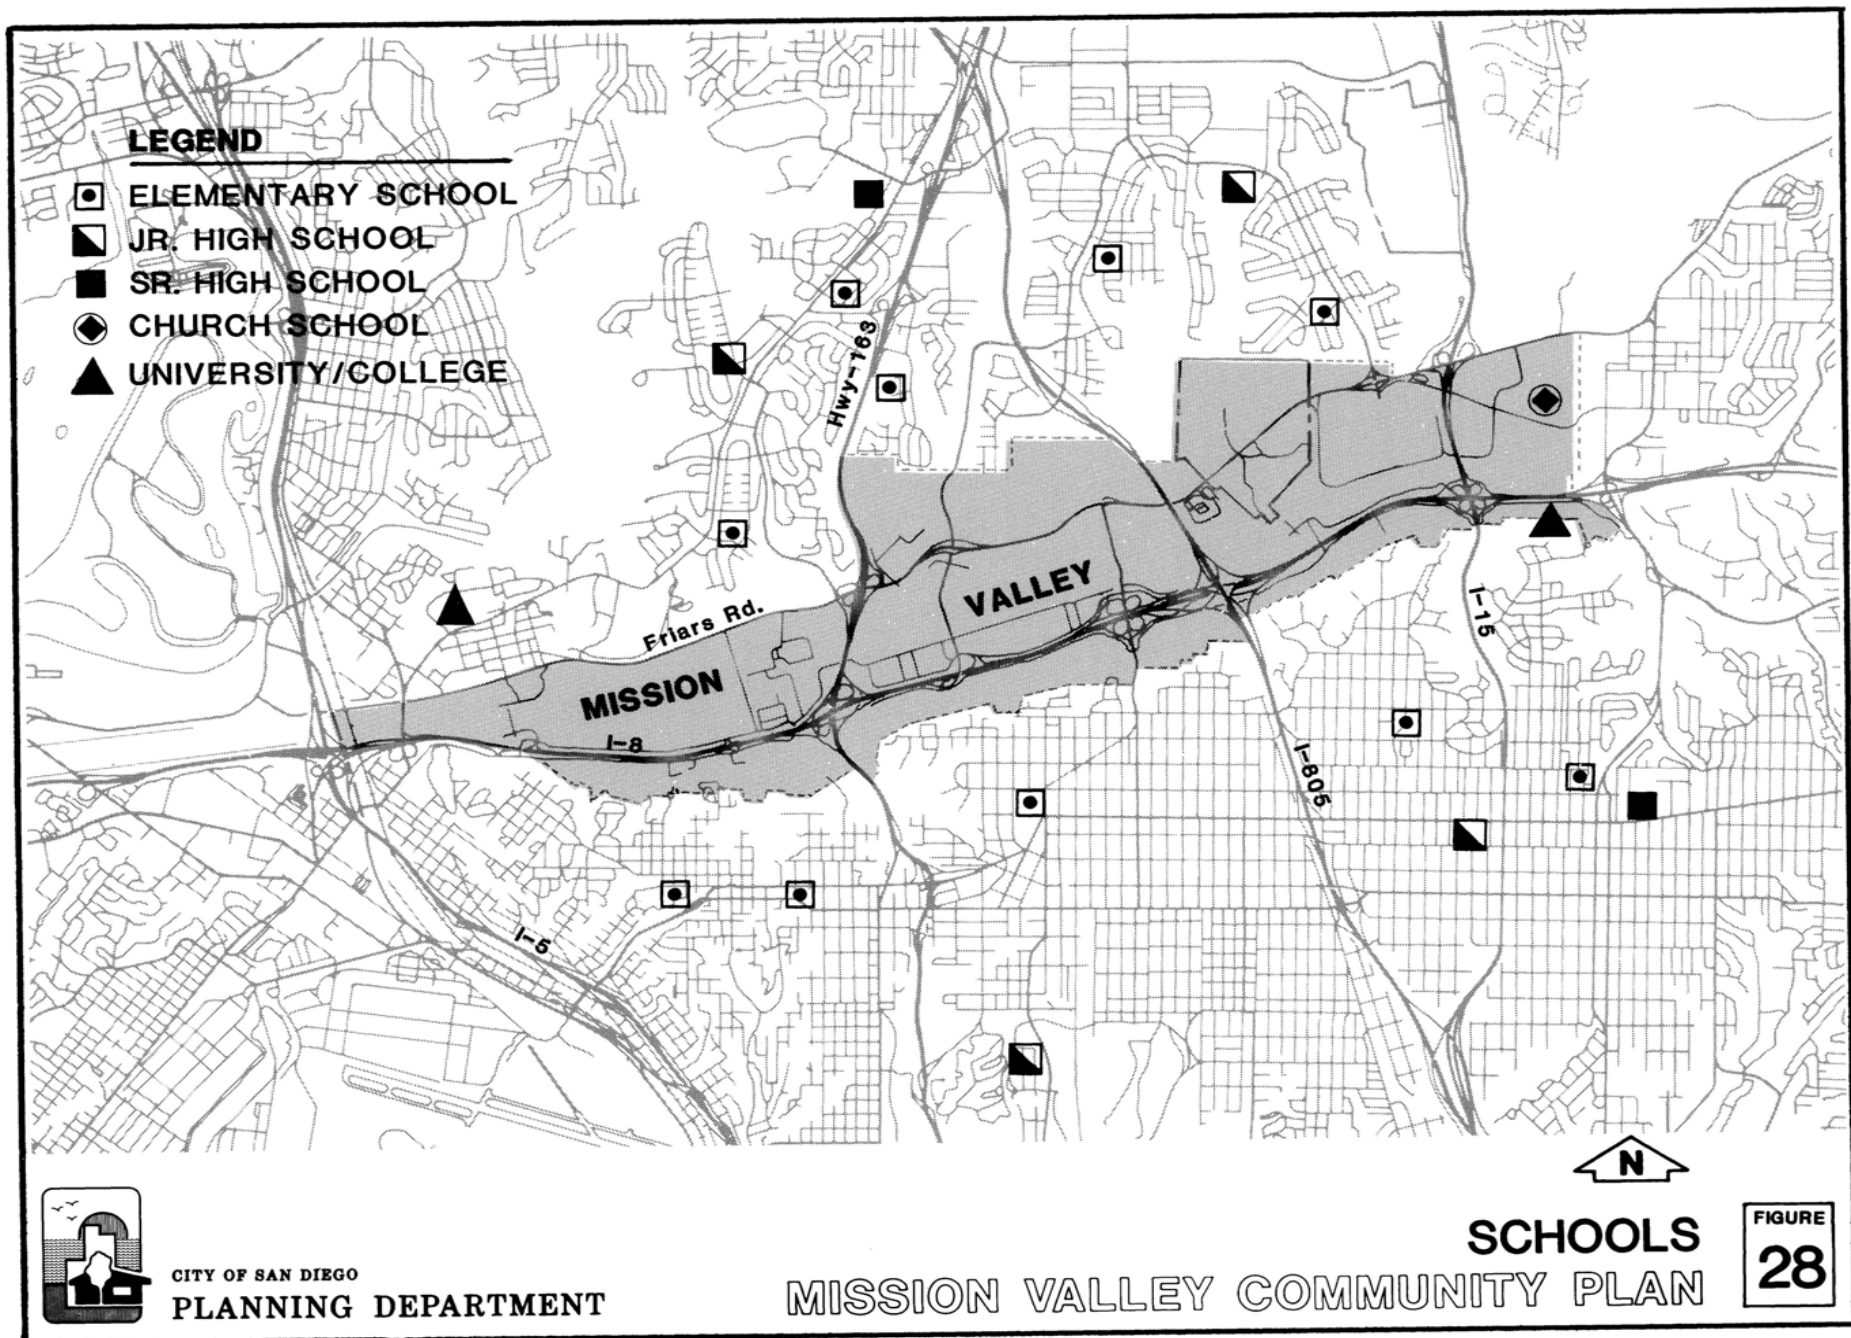 LEGEND
ELEMENTARY SCHOOL
JR. HIGH SCHOOL
SR. HIGH SCHOOL
CHURCH SCHOOL
UNIVERSITY/COLLEGE
Hwy-163
VALLEY
Friars Rd.
MISSION
I-8
I-15
I-805
I-5
N
CITY OF SAN DIEGO
PLANNING DEPARTMENT
SCHOOLS
MISSION VALLEY COMMUNITY PLAN
FIGURE
28